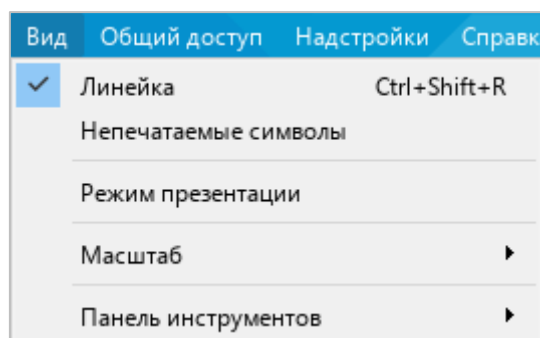 Вид Общий доступ Надстройки Справк
Линейка Ctrl+Shift+R
Непечатаемые символы
Режим презентации
Масштаб
Панель инструментов